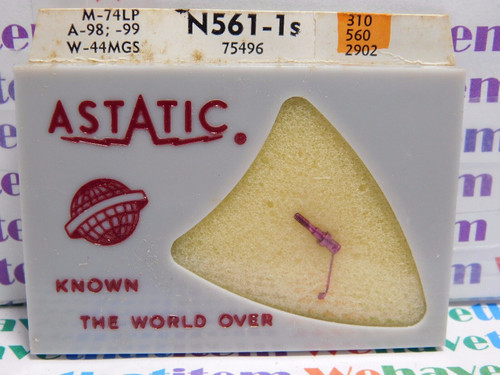 M-74LP
A-98; -99
W-44MGS
N561-1s
75496
310
560
2902
ASTATIC.
KNOWN
THE WORLD OVER